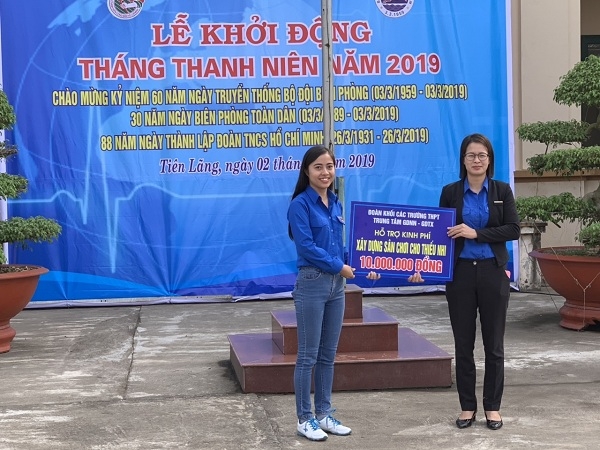 LỄ KHỞI ĐỘNG
THÁNG THANH NIÊN NĂM 2019
CHÀO MỪNG KỶ NIỆM 60 NĂM NGÀY TRUYỀN THỐNG BỘ ĐỘI BIÊN PHÒNG (03/3/1959 - 03/3/2019)
30 NĂM NGÀY BIÊN PHÒNG TOÀN DÂN (03/3/ 89 - 03/3/2019)
88 NĂM NGÀY THÀNH LẬP ĐOÀN TNCS HỒ CHÍ MINH 26/3/1931 - 26/3/2019)
Tiên Lãng, ngày 02 thá 2019
ĐOÀN KHỐI CÁC TRƯỜNG THPT
TRUNG TÂM GDNN - GDTX
HỖ TRỢ KINH PHÍ
XÂY DỰNG SÂN CHƠI CHO THIẾU NHI
10.000.000 ĐỒNG